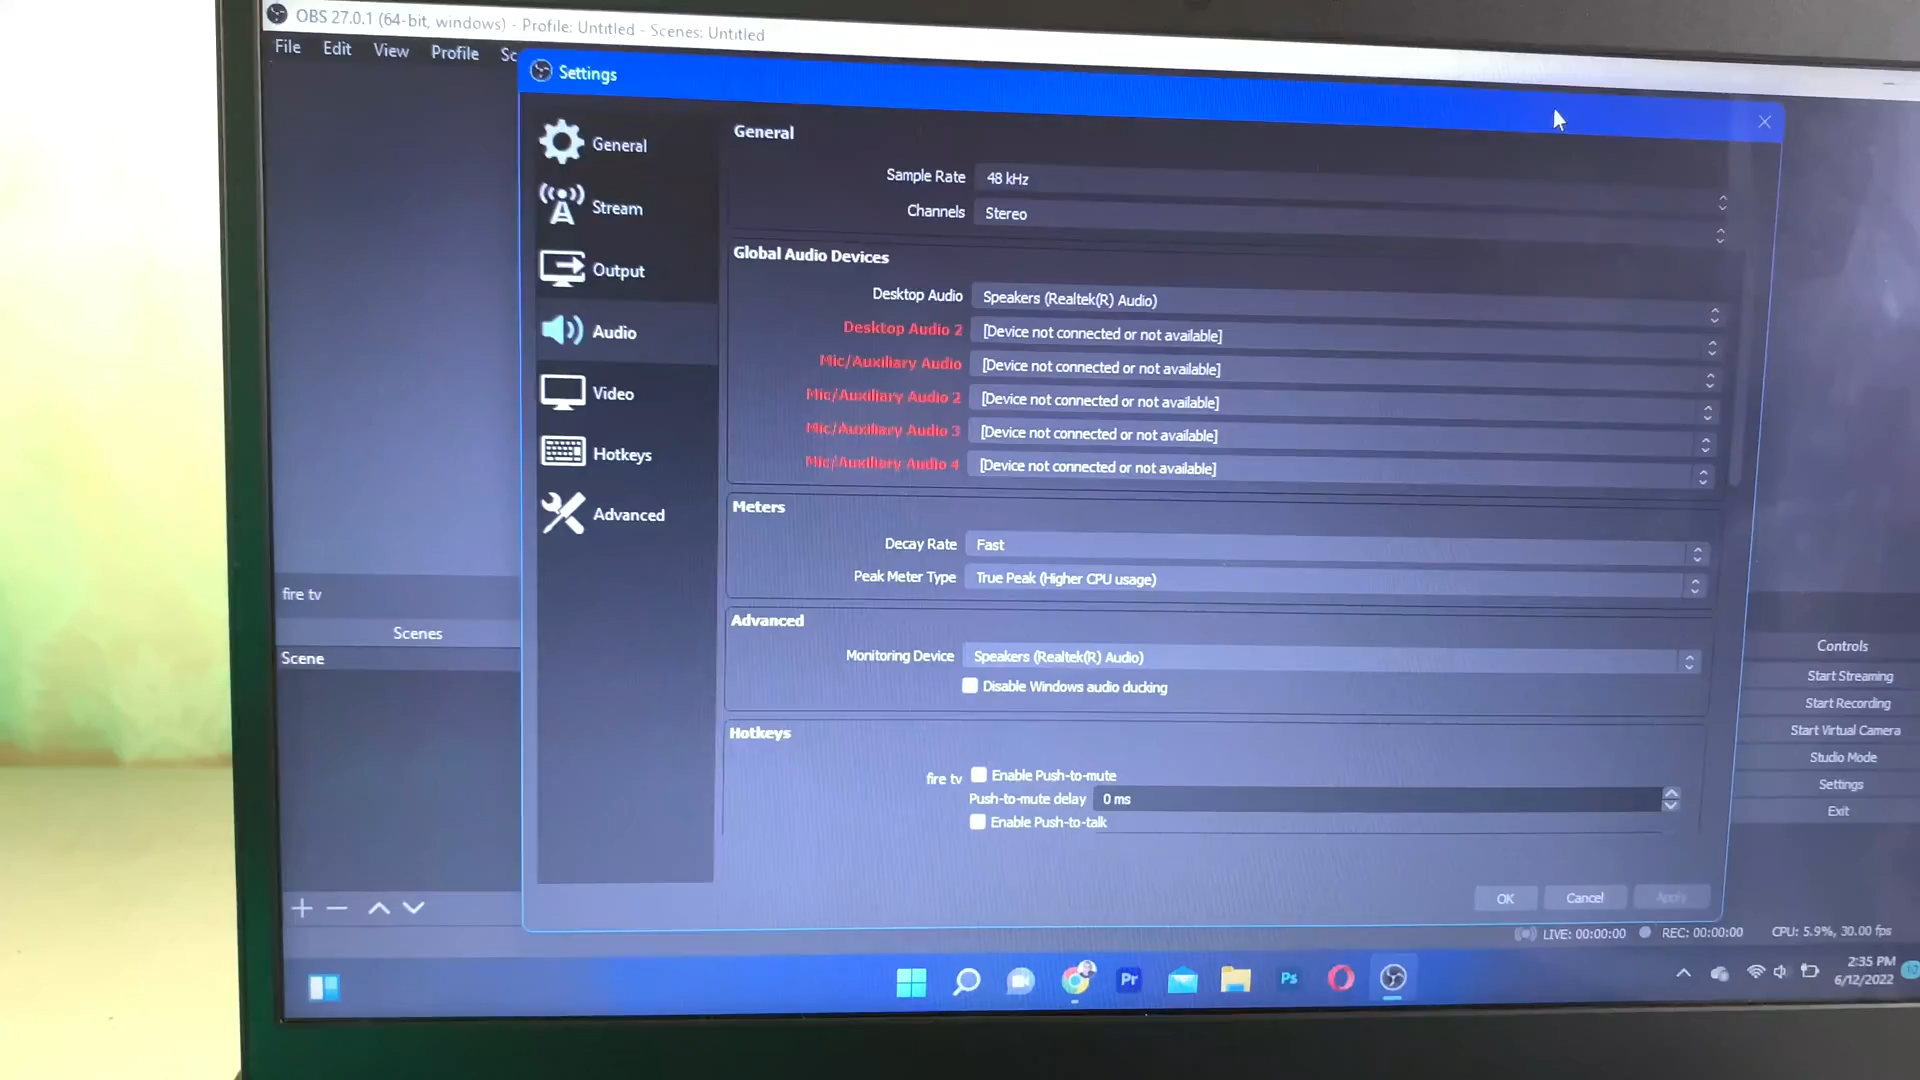 OBS 27.0.1 (64-bit, windows) - Profile: Untitled - Scenes: Untitled
File Edit View Profile Sc
Settings
General
Stream
Output
Audio
Video
Hotkeys
Advanced
General
Sample Rate 48 kHz
Channels Stereo
Global Audio Devices
Desktop Audio Speakers (Realtek(R) Audio)
Desktop Audio 2 [Device not connected or not available]
Mic/Auxiliary Audio [Device not connected or not available]
Mic/Auxiliary Audio 2 [Device not connected or not available]
Mic/Auxiliary Audio 3 [Device not connected or not available]
Mic/Auxiliary Audio 4 [Device not connected or not available]
Meters
Decay Rate Fast
Peak Meter Type True Peak (Higher CPU usage)
Advanced
Monitoring Device Speakers (Realtek(R) Audio)
Disable Windows audio ducking
Hotkeys
fire tv Enable Push-to-mute
Push-to-mute delay 0 ms
Enable Push-to-talk
OK Cancel Apply
fire tv
Scenes
Scene
Controls
Start Streaming
Start Recording
Start Virtual Camera
Studio Mode
Settings
Exit
LIVE: 00:00:00 REC: 00:00:00 CPU: 5.9%, 30.00 fps
Pr Ps
2:35 PM
6/12/2022